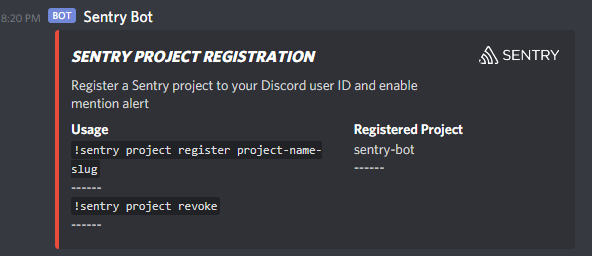 8:20 PM BOT Sentry Bot
SENTRY PROJECT REGISTRATION
SENTRY
Register a Sentry project to your Discord user ID and enable
mention alert
Usage
!sentry project register project-name-
slug
------
!sentry project revoke
------
Registered Project
sentry-bot
------